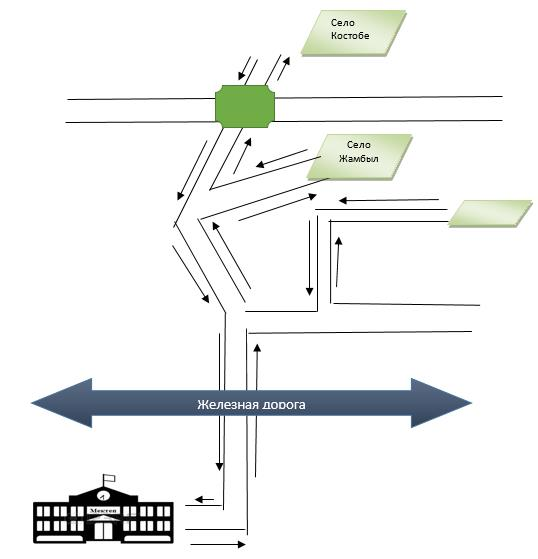 Село
Костобе
Село
Жамбыл
Железная дорога
Мектеп